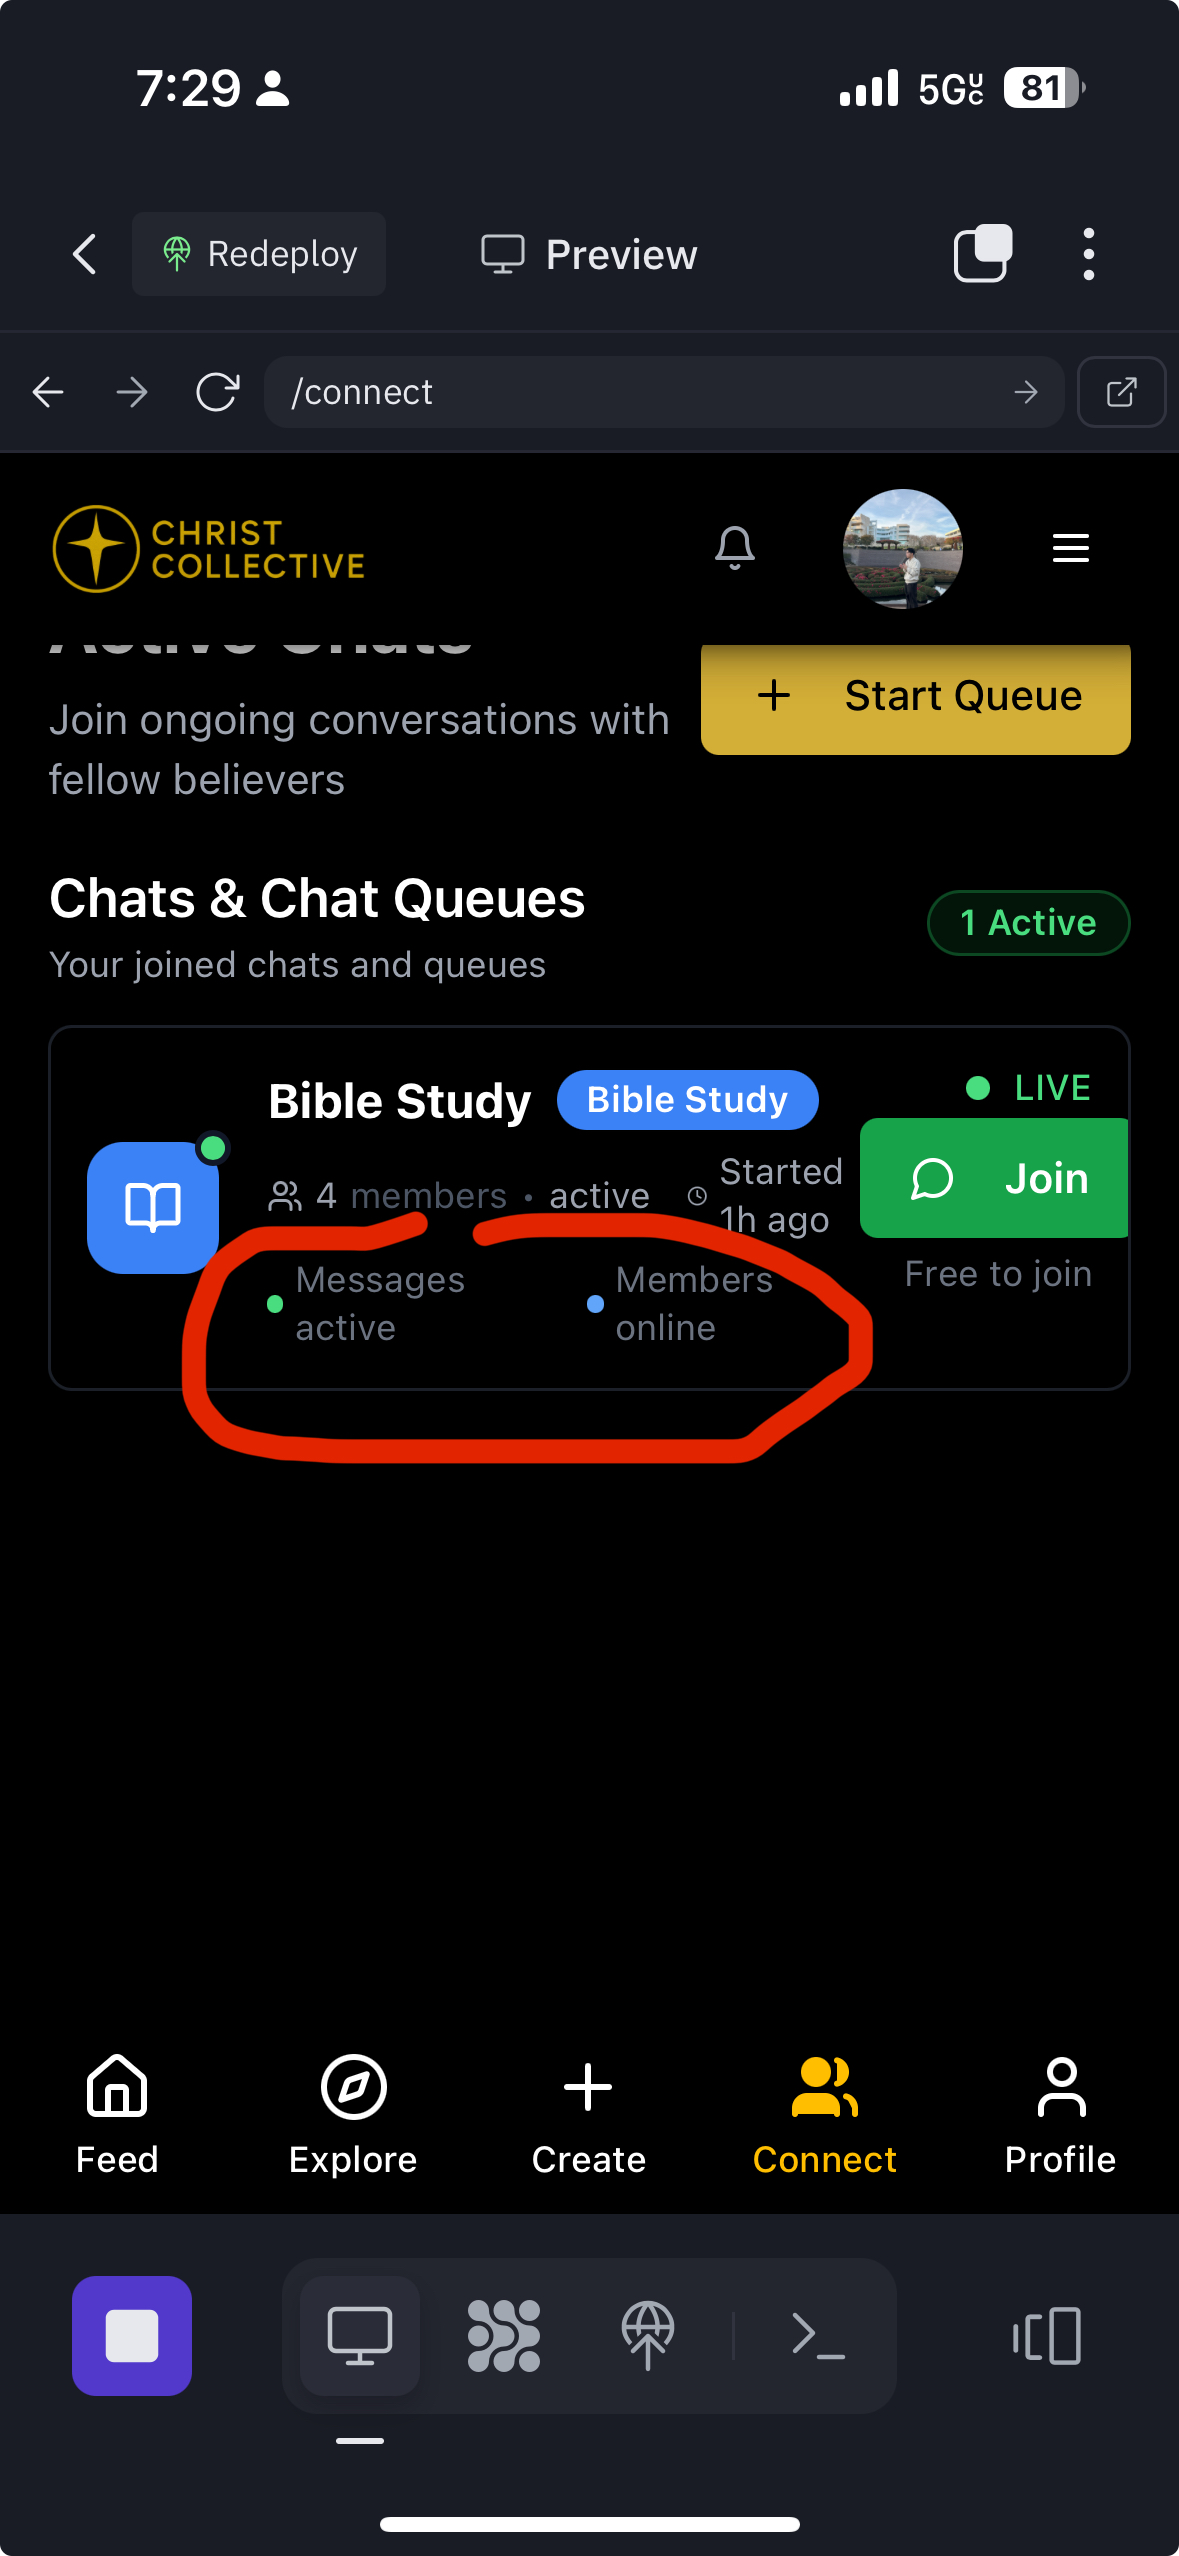 7:29
5G UC
81
Redeploy
Preview
/connect
CHRIST
COLLECTIVE
Active Chats
Start Queue
Join ongoing conversations with
fellow believers
Chats & Chat Queues
1 Active
Your joined chats and queues
Bible Study
Bible Study
LIVE
4 members • active
Started
1h ago
Join
Messages
active
Members
online
Free to join
Feed
Explore
Create
Connect
Profile